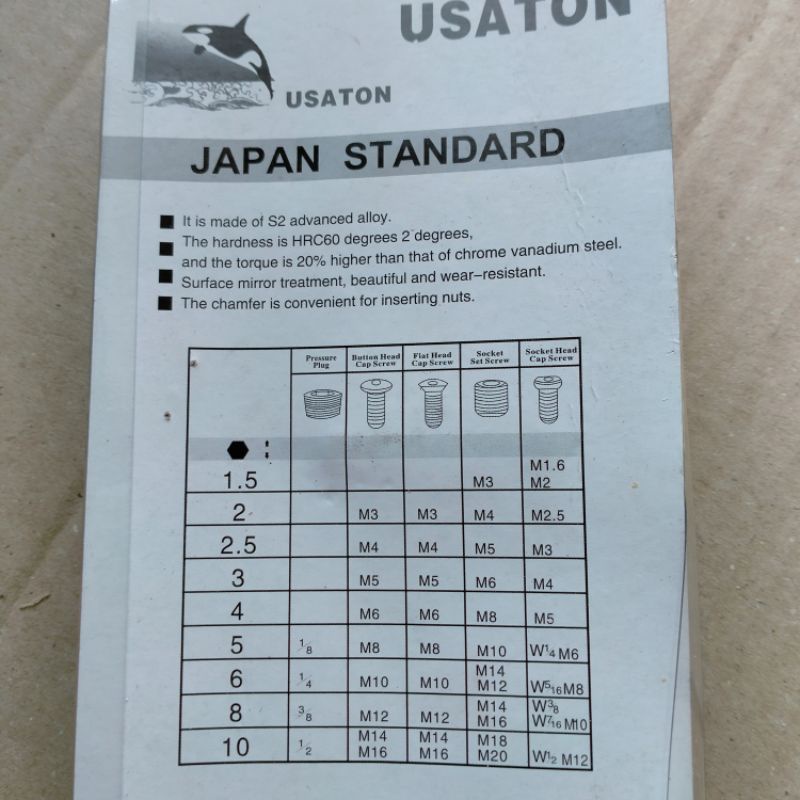 USATON
USATON
JAPAN STANDARD
It is made of S2 advanced alloy.
The hardness is HRC60 degrees 2 degrees,
and the torque is 20% higher than that of chrome vanadium steel.
Surface mirror treatment, beautiful and wear-resistant.
The chamfer is convenient for inserting nuts.
Pressure Plug Button Head Cap Screw Flat Head Cap Screw Socket Set Screw Socket Head Cap Screw
1.5 M3 M1.6 M2
2 M3 M3 M4 M2.5
2.5 M4 M4 M5 M3
3 M5 M5 M6 M4
4 M6 M6 M8 M5
5 1/8 M8 M8 M10 W1/4 M6
6 1/4 M10 M10 M14 M12 W5/16 M8
8 3/8 M12 M12 M14 M16 W3/8 W7/16 M10
10 1/2 M14 M16 M14 M16 M18 M20 W1/2 M12